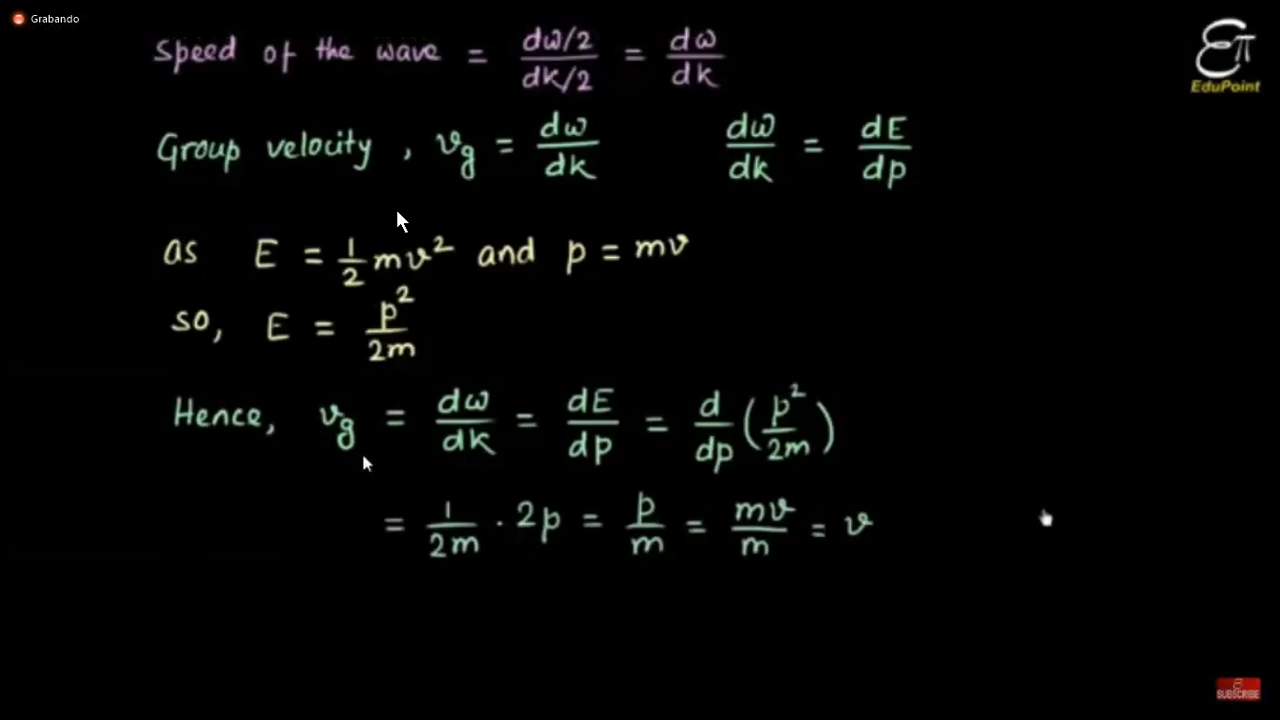 Grabando
Speed of the wave = dω/2 / dk/2 = dω/dk
επ
EduPoint
Group velocity, vg = dω/dk    dω/dk = dE/dp
as E = 1/2 mv² and p = mv
so, E = p²/2m
Hence, vg = dω/dk = dE/dp = d/dp (p²/2m)
= 1/2m · 2p = p/m = mv/m = v
SUBSCRIBE